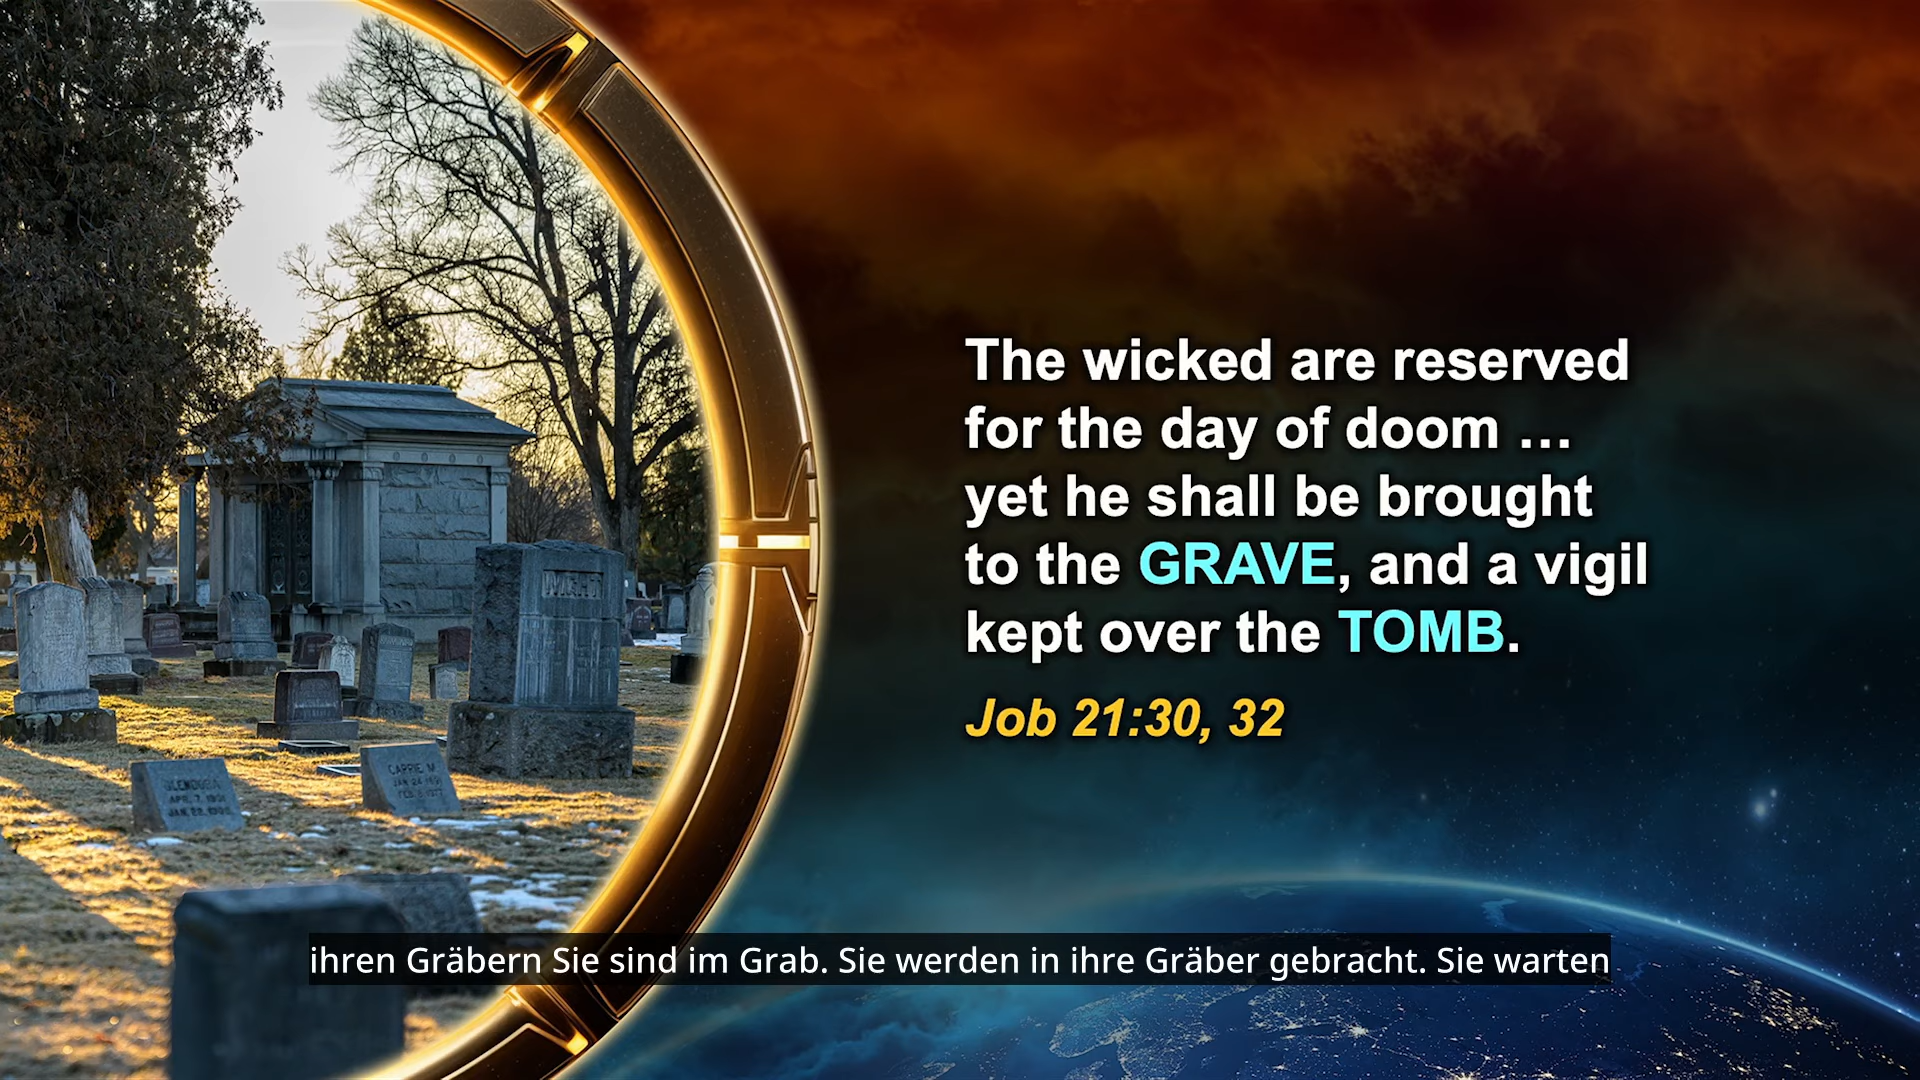 The wicked are reserved
for the day of doom …
yet he shall be brought
to the GRAVE, and a vigil
kept over the TOMB.
Job 21:30, 32
WIGHT
CARRIE M.
ihren Gräbern Sie sind im Grab. Sie werden in ihre Gräber gebracht. Sie warten